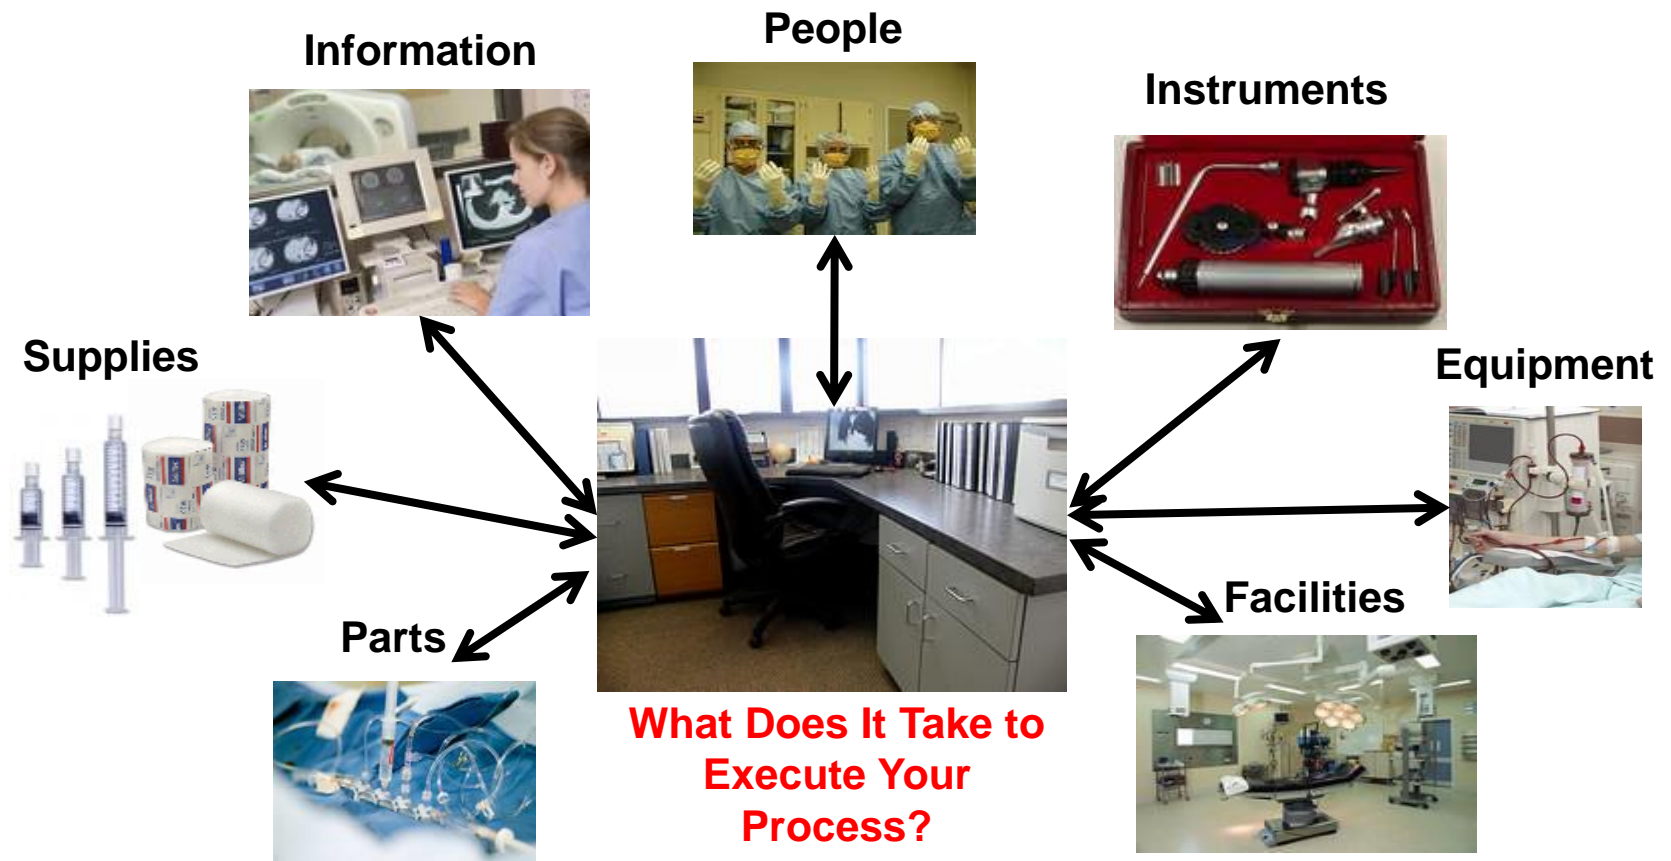 People
Information
Instruments
Supplies
Equipment
Facilities
Parts
What Does It Take to
Execute Your
Process?